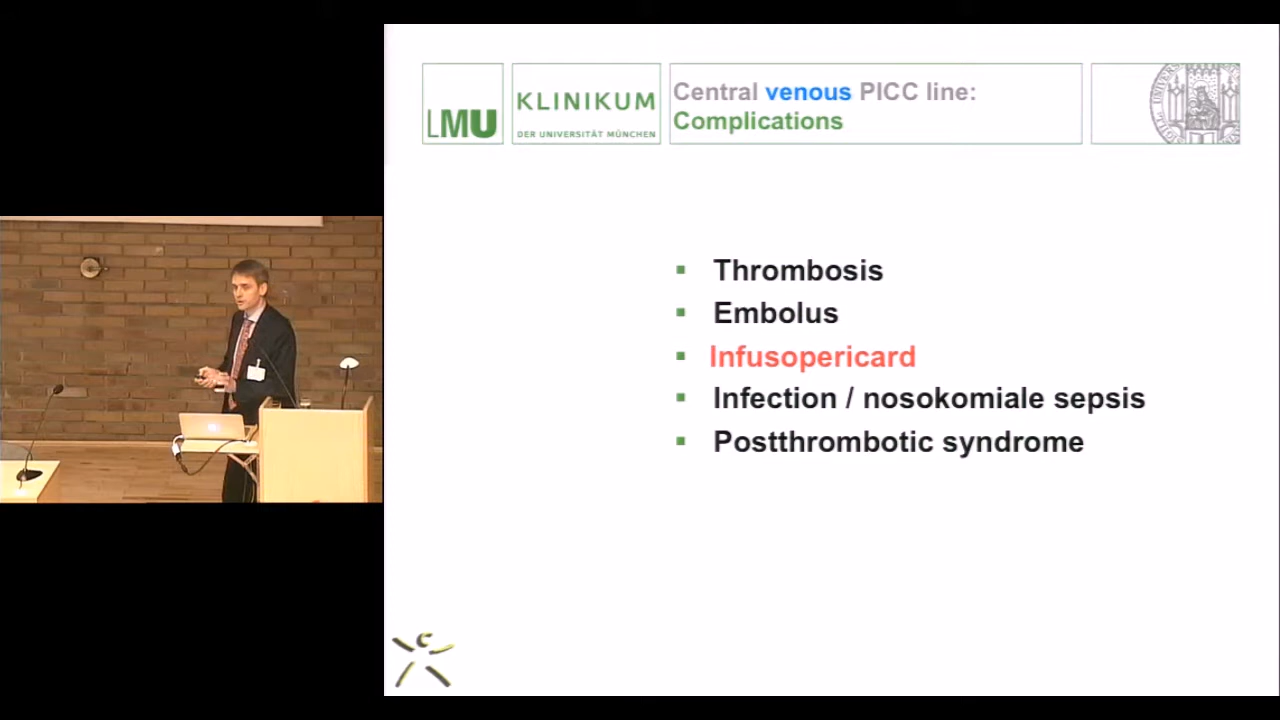 LMU
KLINIKUM
DER UNIVERSITÄT MÜNCHEN
Central venous PICC line:
Complications
Thrombosis
Embolus
Infusopericard
Infection / nosokomiale sepsis
Postthrombotic syndrome